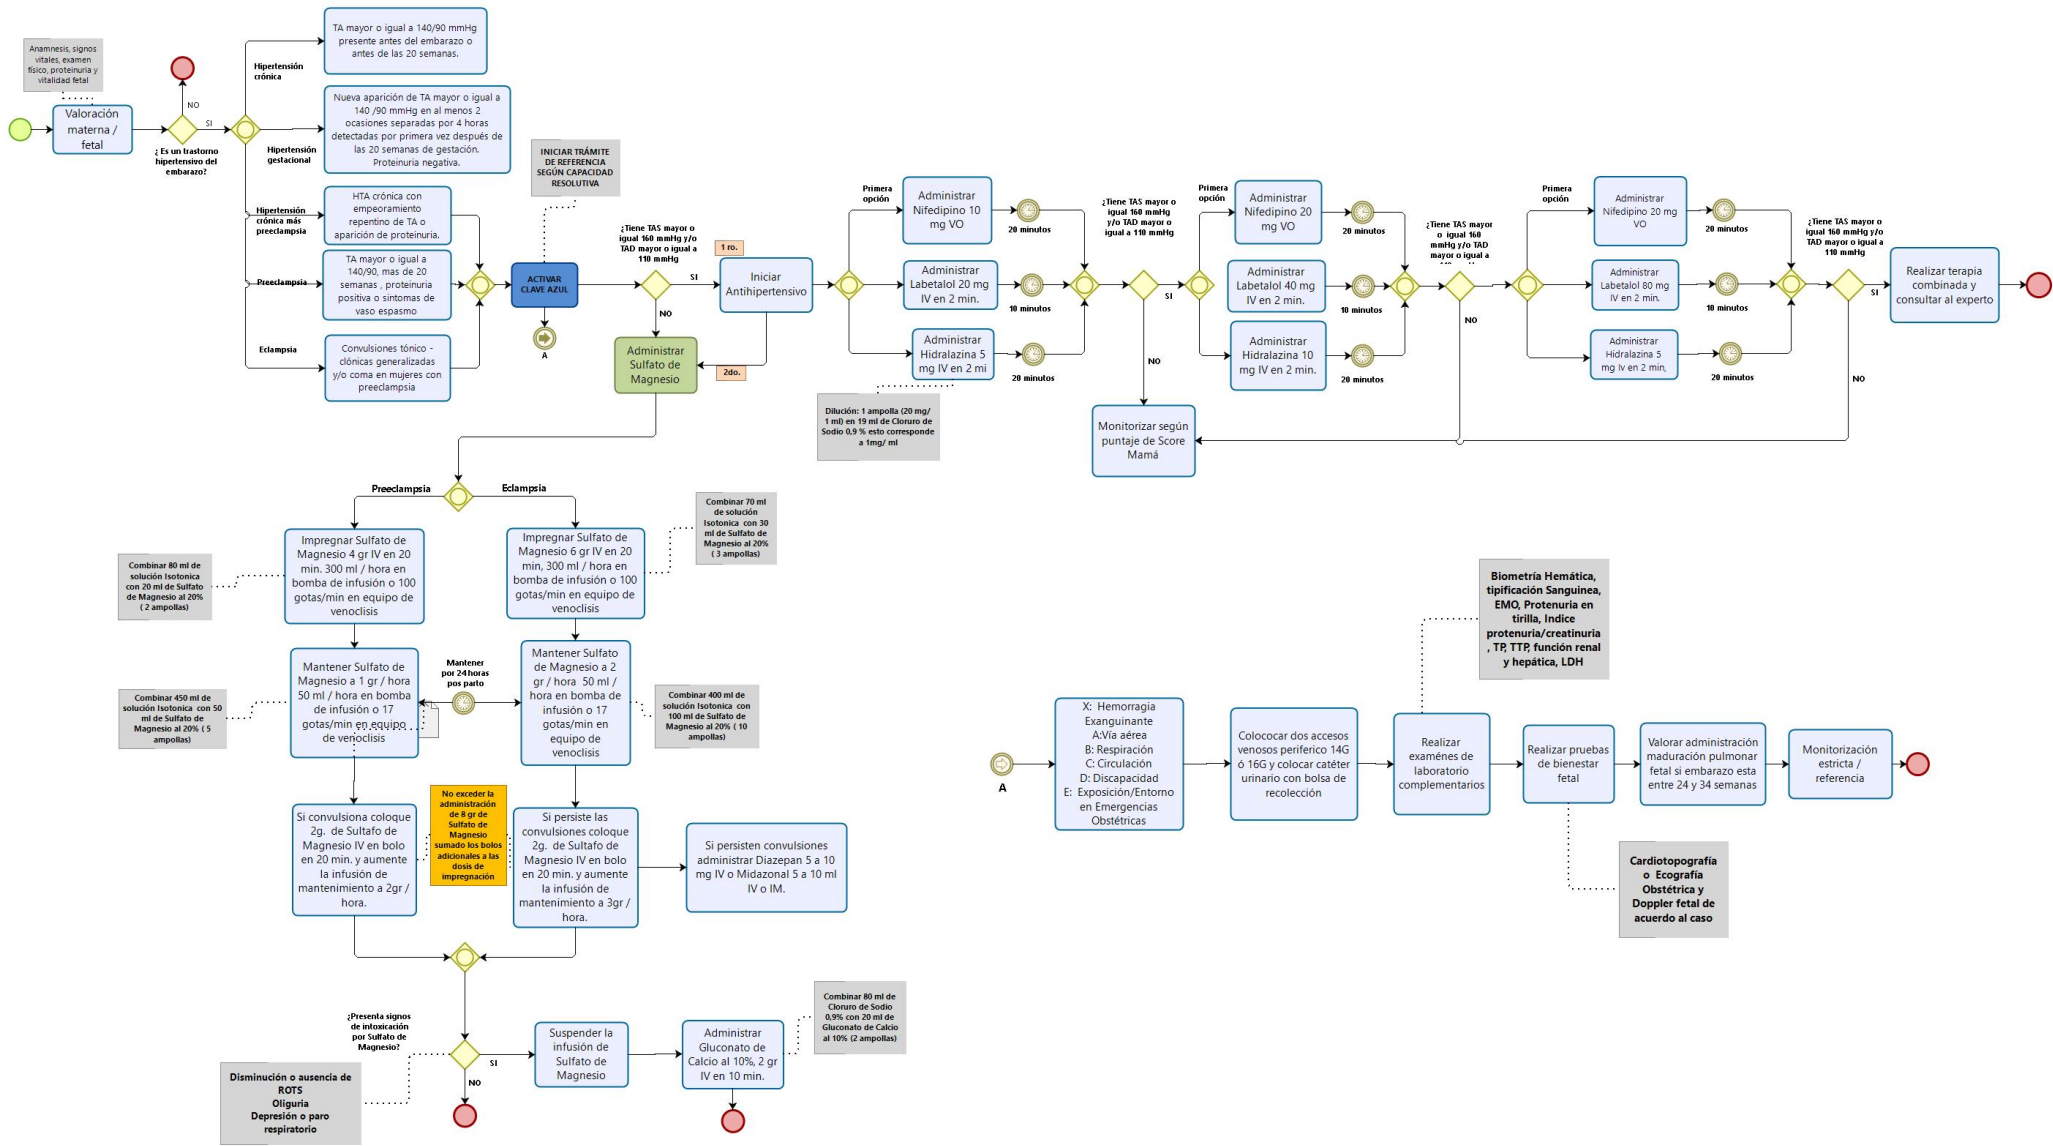 Anamnesis, signos
vitales, examen
físico, proteinuria y
vitalidad fetal
Valoración
materna /
fetal
NO
SI
¿ Es un trastorno
hipertensivo del
embarazo?
Hipertensión
crónica
TA mayor o igual a 140/90 mmHg
presente antes del embarazo o
antes de las 20 semanas.
Hipertensión
gestacional
Nueva aparición de TA mayor o igual a
140 /90 mmHg en al menos 2
ocasiones separadas por 4 horas
detectadas por primera vez después de
las 20 semanas de gestación.
Proteinuria negativa.
Hipertensión
crónica más
preeclampsia
HTA crónica con
empeoramiento
repentino de TA o
aparición de proteinuria.
Preeclampsia
TA mayor o igual a
140/90, mas de 20
semanas , proteinuria
positiva o sintomas de
vaso espasmo
Eclampsia
Convulsiones tónico -
clónicas generalizadas
y/o coma en mujeres con
preeclampsia
INICIAR TRÁMITE
DE REFERENCIA
SEGÚN CAPACIDAD
RESOLUTIVA
ACTIVAR
CLAVE AZUL
A
¿Tiene TAS mayor o
igual 160 mmHg y/o
TAD mayor o igual a
110 mmHg
SI
NO
1 ro.
Iniciar
Antihipertensivo
2do.
Administrar
Sulfato de
Magnesio
Primera
opción
Administrar
Nifedipino 10
mg VO
20 minutos
Administrar
Labetalol 20 mg
IV en 2 min.
10 minutos
Administrar
Hidralazina 5
mg IV en 2 mi
20 minutos
Dilución: 1 ampolla (20 mg/
1 ml) en 19 ml de Cloruro de
Sodio 0,9 % esto corresponde
a 1mg/ ml
¿Tiene TAS mayor o
igual 160 mmHg
y/o TAD mayor o
igual a 110 mmHg
SI
NO
Primera
opción
Administrar
Nifedipino 20
mg VO
20 minutos
Administrar
Labetalol 40 mg
IV en 2 min.
10 minutos
Administrar
Hidralazina 10
mg IV en 2 min.
20 minutos
¿Tiene TAS mayor
o igual 160
mmHg y/o TAD
mayor o igual a
NO
Primera
opción
Administrar
Nifedipino 20 mg
VO
20 minutos
Administrar
Labetalol 80 mg
IV en 2 min.
10 minutos
Administrar
Hidralazina 5
mg Iv en 2 min,
20 minutos
¿Tiene TAS mayor o
igual 160 mmHg y/o
TAD mayor o igual a
110 mmHg
SI
NO
Realizar terapia
combinada y
consultar al experto
Monitorizar según
puntaje de Score
Mamá
Preeclampsia
Eclampsia
Combinar 80 ml de
solución Isotonica
con 20 ml de Sulfato
de Magnesio al 20%
( 2 ampollas)
Impregnar Sulfato de
Magnesio 4 gr IV en 20
min. 300 ml / hora en
bomba de infusión o 100
gotas/min en equipo de
venoclisis
Impregnar Sulfato de
Magnesio 6 gr IV en 20
min, 300 ml / hora en
bomba de infusión o 100
gotas/min en equipo de
venoclisis
Combinar 70 ml
de solución
Isotonica con 30
ml de Sulfato de
Magnesio al 20%
( 3 ampollas)
Combinar 450 ml de
solución Isotonica con 50
ml de Sulfato de
Magnesio al 20% ( 5
ampollas)
Mantener Sulfato de
Magnesio a 1 gr / hora
50 ml / hora en bomba
de infusión o 17
gotas/min en equipo
de venoclisis
Mantener
por 24 horas
pos parto
Mantener Sulfato
de Magnesio a 2
gr / hora 50 ml /
hora en bomba de
infusión o 17
gotas/min en
equipo de
venoclisis
Combinar 400 ml de
solución Isotonica con
100 ml de Sulfato de
Magnesio al 20% ( 10
ampollas)
Si convulsiona coloque
2g. de Sultafo de
Magnesio IV en bolo
en 20 min. y aumente
la infusión de
mantenimiento a 2gr /
hora.
No exceder la
administración
de 8 gr de
Sulfato de
Magnesio
sumado los bolos
adicionales a las
dosis de
impregnación
Si persiste las
convulsiones coloque
2g. de Sultafo de
Magnesio IV en bolo
en 20 min. y aumente
la infusión de
mantenimiento a 3gr /
hora.
Si persisten convulsiones
administrar Diazepan 5 a 10
mg IV o Midazonal 5 a 10 ml
IV o IM.
¿Presenta signos
de intoxicación
por Sulfato de
Magnesio?
SI
NO
Disminución o ausencia de
ROTS
Oliguria
Depresión o paro
respiratorio
Suspender la
infusión de
Sulfato de
Magnesio
Administrar
Gluconato de
Calcio al 10%, 2 gr
IV en 10 min.
Combinar 80 ml de
Cloruro de Sodio
0,9% con 20 ml de
Gluconato de Calcio
al 10% (2 ampollas)
A
X: Hemorragia
Exanguinante
A:Vía aérea
B: Respiración
C: Circulación
D: Discapacidad
E: Exposición/Entorno
en Emergencias
Obstétricas
Colococar dos accesos
venosos periferico 14G
ó 16G y colocar catéter
urinario con bolsa de
recolección
Realizar
examénes de
laboratorio
complementarios
Biometría Hemática,
tipificación Sanguinea,
EMO, Protenuria en
tirilla, Indice
protenuria/creatinuria
, TP, TTP, función renal
y hepática, LDH
Realizar pruebas
de bienestar
fetal
Cardiotopografía
o Ecografía
Obstétrica y
Doppler fetal de
acuerdo al caso
Valorar administración
maduración pulmonar
fetal si embarazo esta
entre 24 y 34 semanas
Monitorización
estricta /
referencia